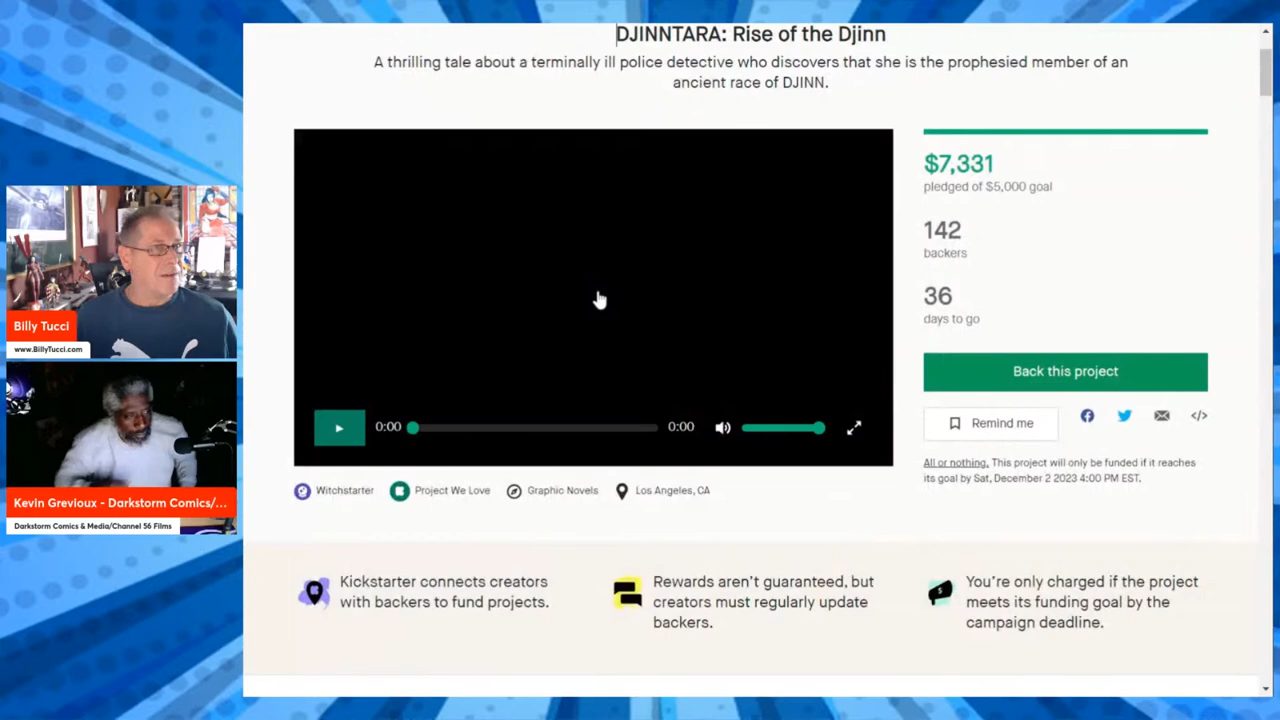 DJINNTARA: Rise of the Djinn
A thrilling tale about a terminally ill police detective who discovers that she is the prophesied member of an
ancient race of DJINN.
$7,331
pledged of $5,000 goal
142
backers
36
days to go
Back this project
Remind me
All or nothing. This project will only be funded if it reaches
its goal by Sat, December 2 2023 4:00 PM EST.
0:00
0:00
Witchstarter
Project We Love
Graphic Novels
Los Angeles, CA
Kickstarter connects creators
with backers to fund projects.
Rewards aren't guaranteed, but
creators must regularly update
backers.
You're only charged if the project
meets its funding goal by the
campaign deadline.
Billy Tucci
www.BillyTucci.com
Kevin Grevioux - Darkstorm Comics/...
Darkstorm Comics & Media/Channel 56 Films